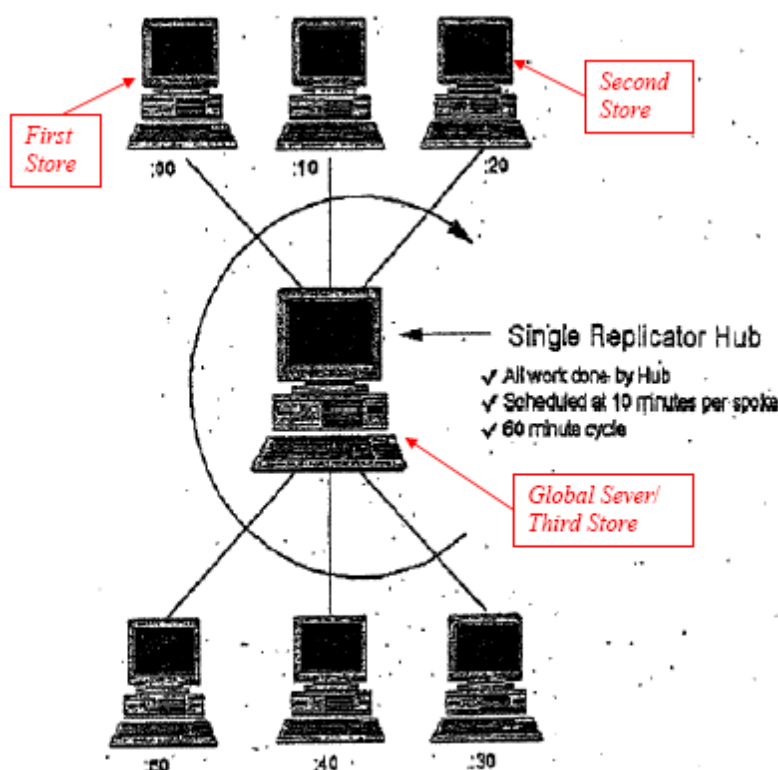 First
Store
Second
Store
:00
:10
:20
Single Replicator Hub
✓ All work done by Hub
✓ Scheduled at 10 minutes per spoke
✓ 60 minute cycle
Global Sever/
Third Store
:50
:40
:30